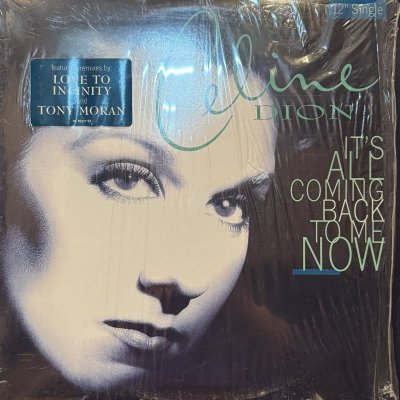 12" Single
featuring remixes by:
LOVE TO
INFINITY
and
TONY MORAN
Celine
DION
IT'S
ALL
COMING
BACK
TO ME
NOW